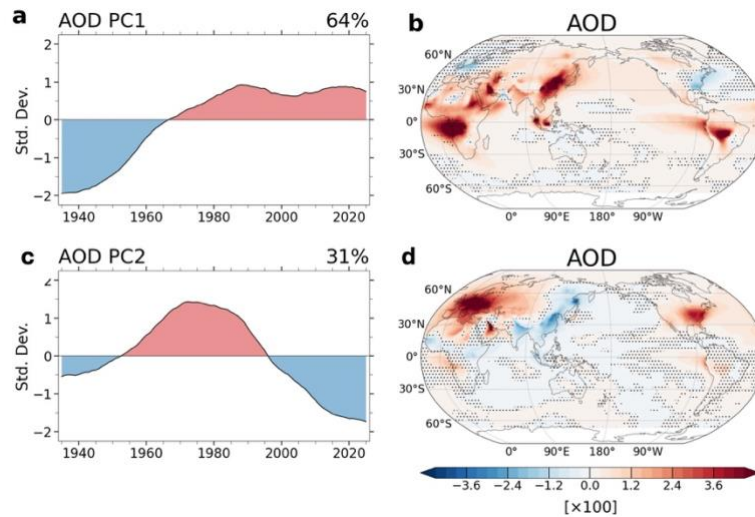 a AOD PC1 64%
Std. Dev.
2
1
0
−1
−2
1940 1960 1980 2000 2020
b AOD
60°N
30°N
0°
30°S
60°S
0° 90°E 180° 90°W
c AOD PC2 31%
Std. Dev.
2
1
0
−1
−2
1940 1960 1980 2000 2020
d AOD
60°N
30°N
0°
30°S
60°S
0° 90°E 180° 90°W
−3.6 −2.4 −1.2 0.0 1.2 2.4 3.6
[×100]